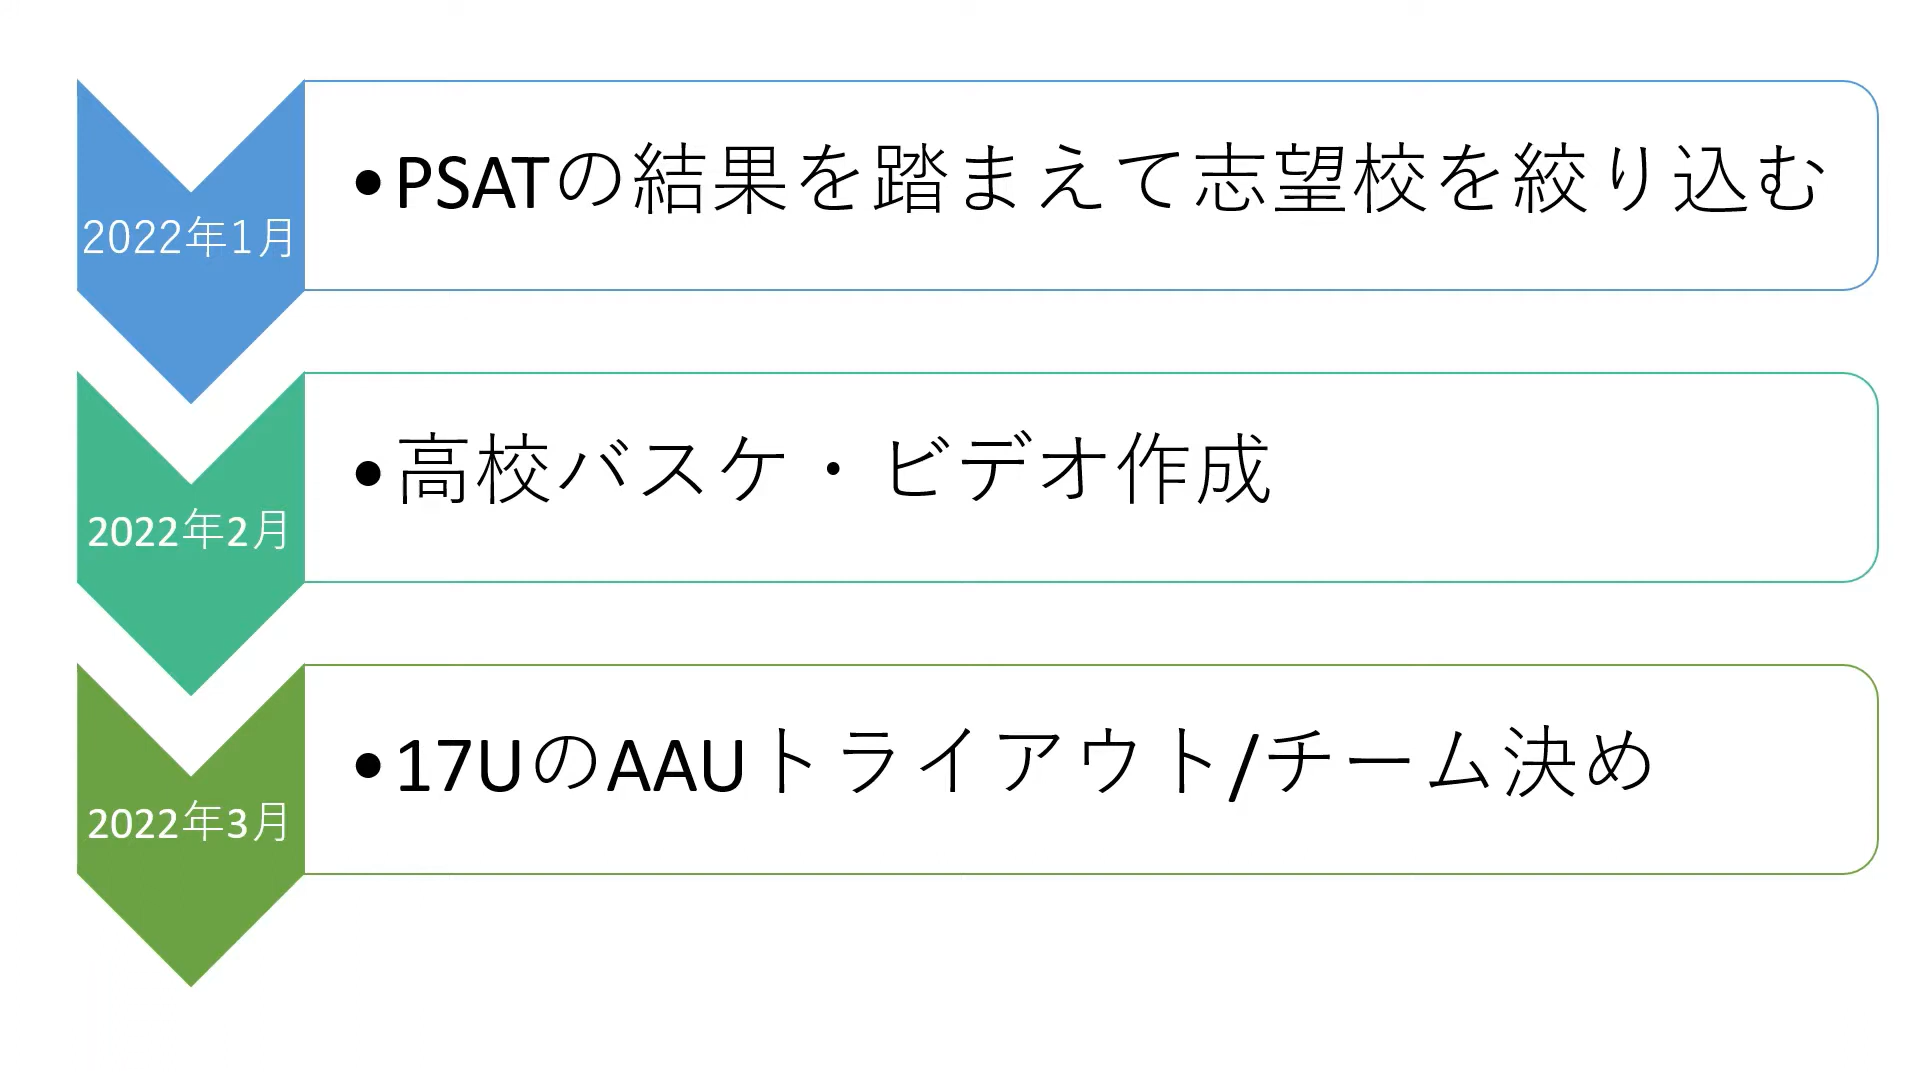 2022年1月
•PSATの結果を踏まえて志望校を絞り込む
2022年2月
•高校バスケ・ビデオ作成
2022年3月
•17UのAAUトライアウト/チーム決め